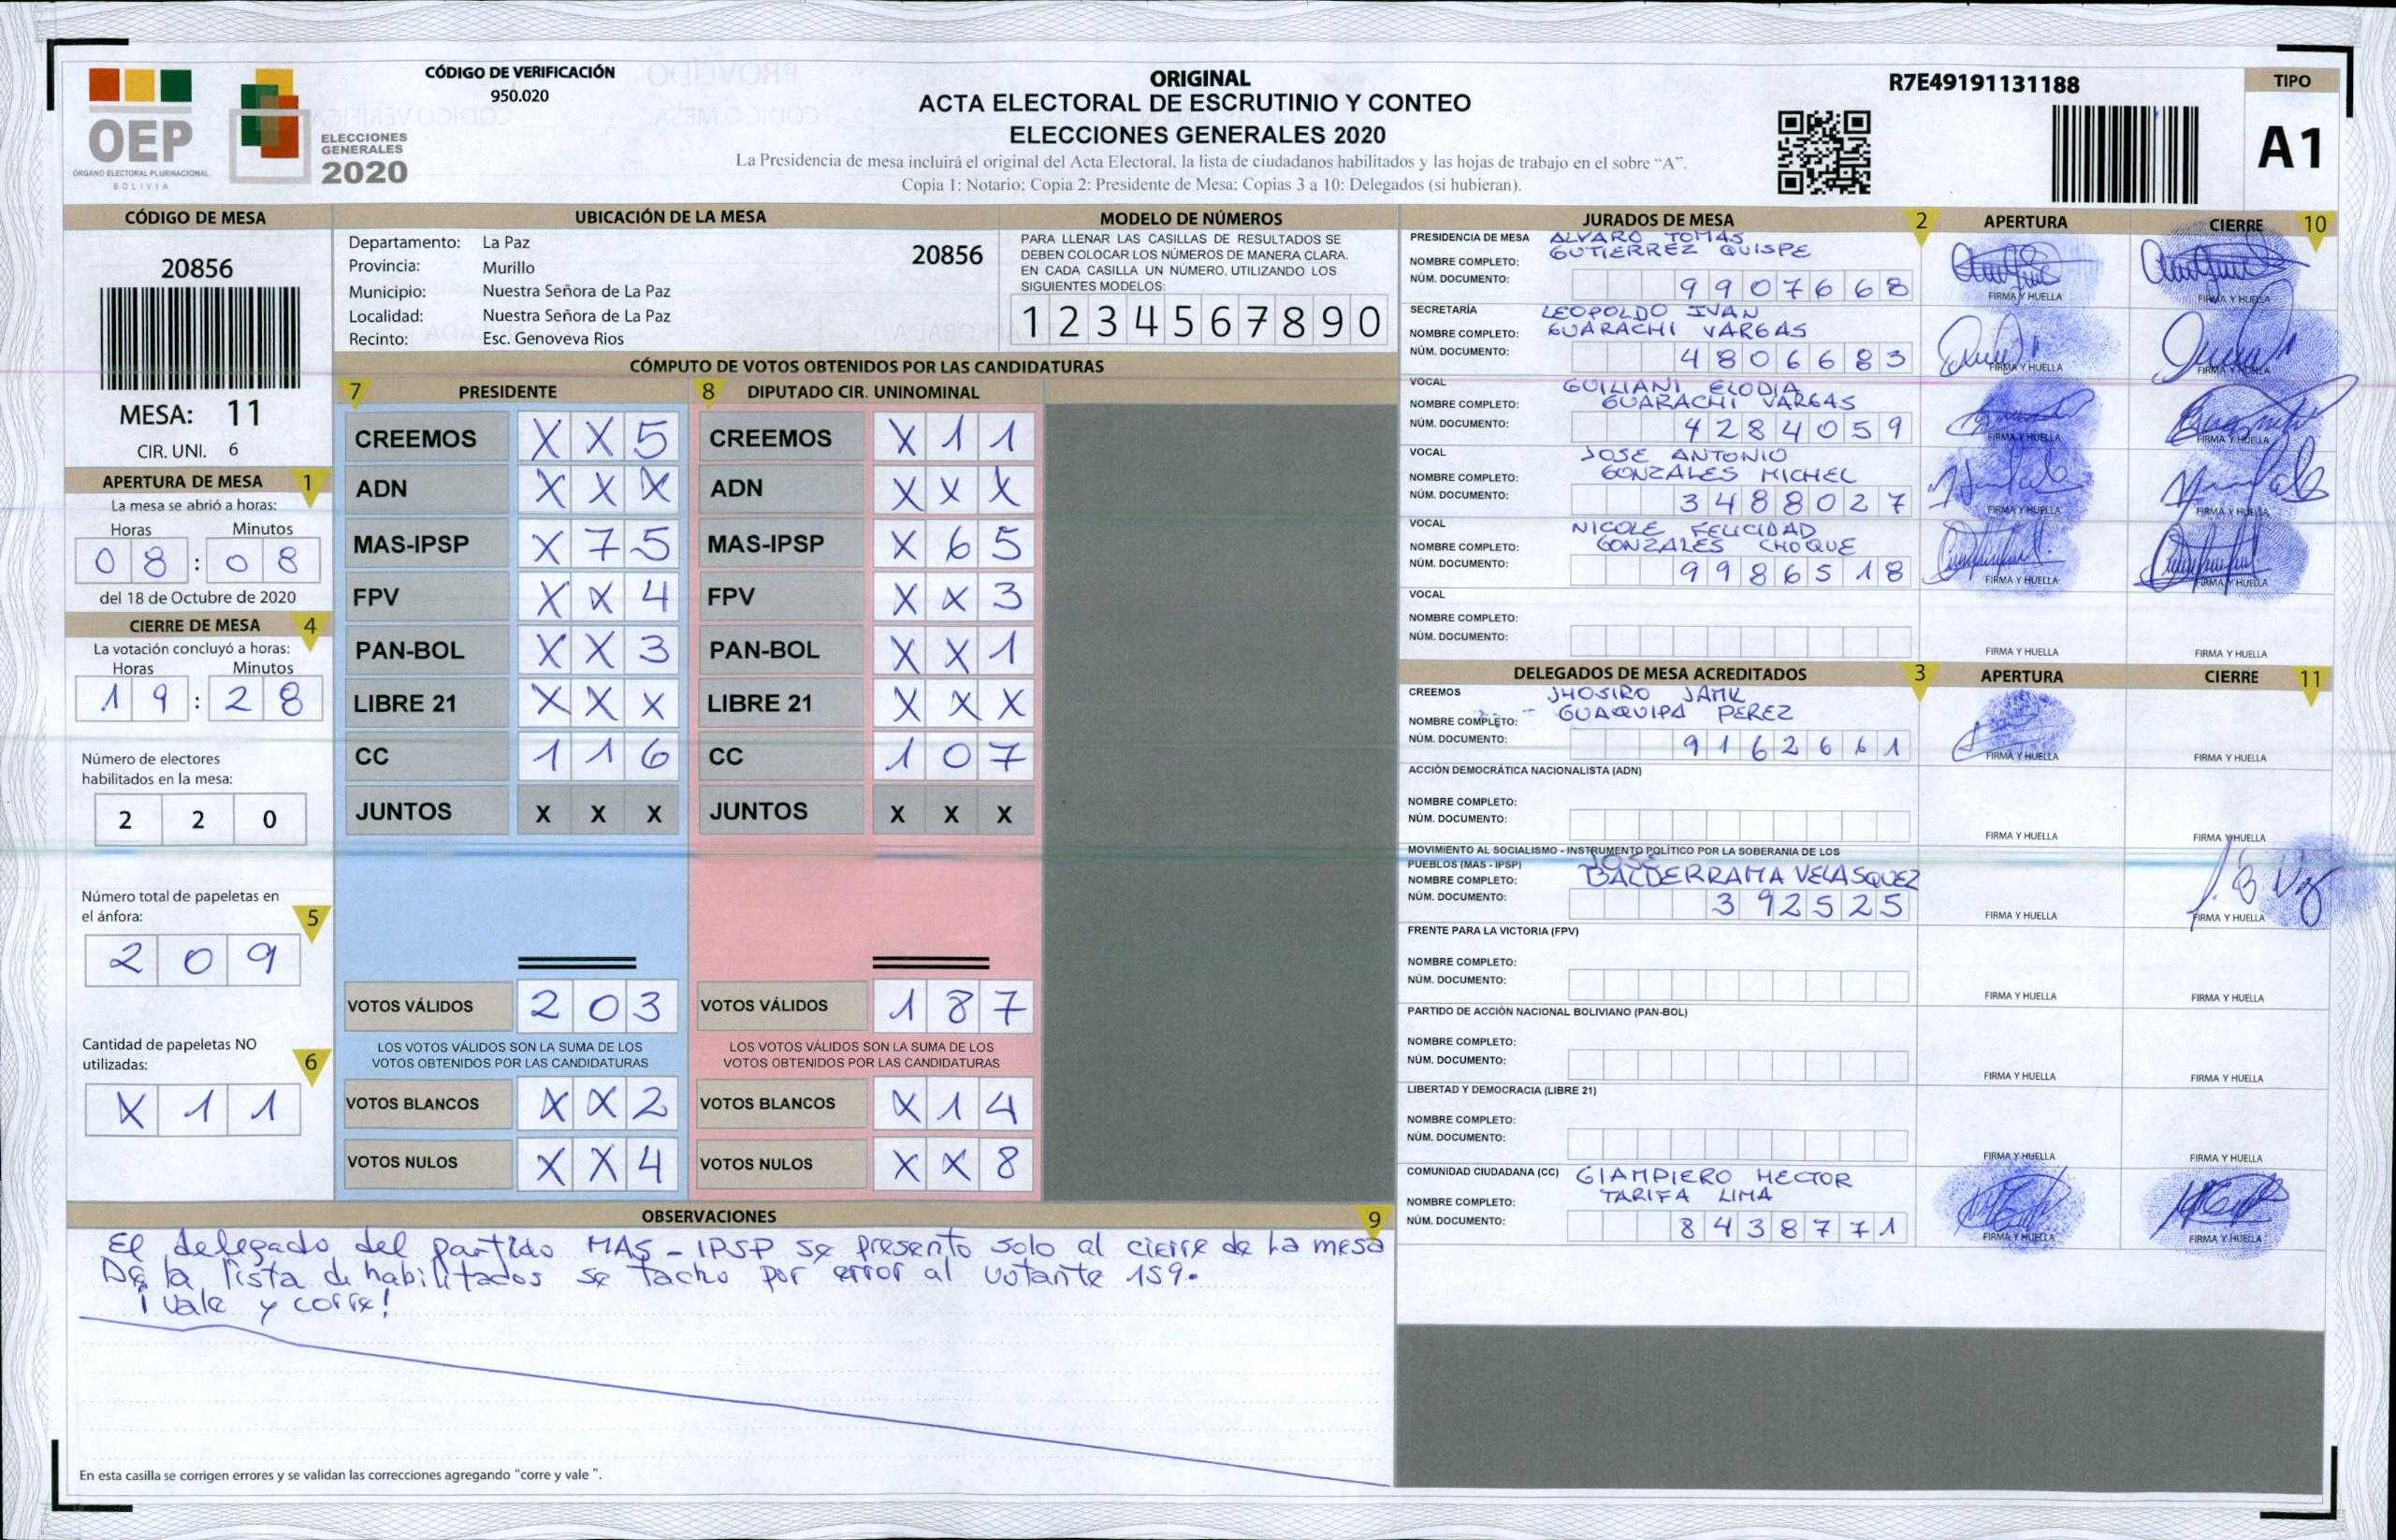 CÓDIGO DE VERIFICACIÓN
950.020
OEP
ÓRGANO ELECTORAL PLURINACIONAL
BOLIVIA
ELECCIONES
GENERALES
2020
ORIGINAL
ACTA ELECTORAL DE ESCRUTINIO Y CONTEO
ELECCIONES GENERALES 2020
La Presidencia de mesa incluirá el original del Acta Electoral, la lista de ciudadanos habilitados y las hojas de trabajo en el sobre “A”.
Copia 1: Notario; Copia 2: Presidente de Mesa; Copias 3 a 10: Delegados (si hubieran).
R7E49191131188
TIPO
A1
CÓDIGO DE MESA
20856
MESA: 11
CIR. UNI. 6
APERTURA DE MESA 1
La mesa se abrió a horas:
Horas Minutos
08 : 08
del 18 de Octubre de 2020
CIERRE DE MESA 4
La votación concluyó a horas:
Horas Minutos
19 : 28
Número de electores
habilitados en la mesa:
2 2 0
Número total de papeletas en
el ánfora: 5
2 0 9
Cantidad de papeletas NO
utilizadas: 6
X 1 1
UBICACIÓN DE LA MESA
Departamento: La Paz 20856
Provincia: Murillo
Municipio: Nuestra Señora de La Paz
Localidad: Nuestra Señora de La Paz
Recinto: Esc. Genoveva Rios
MODELO DE NÚMEROS
PARA LLENAR LAS CASILLAS DE RESULTADOS SE
DEBEN COLOCAR LOS NÚMEROS DE MANERA CLARA.
EN CADA CASILLA UN NÚMERO, UTILIZANDO LOS
SIGUIENTES MODELOS:
1 2 3 4 5 6 7 8 9 0
CÓMPUTO DE VOTOS OBTENIDOS POR LAS CANDIDATURAS
7 PRESIDENTE 8 DIPUTADO CIR. UNINOMINAL
CREEMOS X X 5 CREEMOS X 1 1
ADN X X X ADN X X X
MAS-IPSP X 7 5 MAS-IPSP X 6 5
FPV X X 4 FPV X X 3
PAN-BOL X X 3 PAN-BOL X X 1
LIBRE 21 X X X LIBRE 21 X X X
CC 1 1 6 CC 1 0 7
JUNTOS X X X JUNTOS X X X
VOTOS VÁLIDOS 2 0 3 VOTOS VÁLIDOS 1 8 7
LOS VOTOS VÁLIDOS SON LA SUMA DE LOS LOS VOTOS VÁLIDOS SON LA SUMA DE LOS
VOTOS OBTENIDOS POR LAS CANDIDATURAS VOTOS OBTENIDOS POR LAS CANDIDATURAS
VOTOS BLANCOS X X 2 VOTOS BLANCOS X 1 4
VOTOS NULOS X X 4 VOTOS NULOS X X 8
OBSERVACIONES 9
El delegado del partido MAS - IPSP se presento solo al cierre de la mesa
De la lista de habilitados se tacho por error al votante 159.
¡Vale y corre!
En esta casilla se corrigen errores y se validan las correcciones agregando “corre y vale ”.
JURADOS DE MESA 2 APERTURA CIERRE 10
PRESIDENCIA DE MESA ALVARO TOMAS
NOMBRE COMPLETO: GUTIERREZ QUISPE
NÚM. DOCUMENTO: 9907668 FIRMA Y HUELLA FIRMA Y HUELLA
SECRETARÍA LEOPOLDO IVAN
NOMBRE COMPLETO: GUARACHI VARGAS
NÚM. DOCUMENTO: 4806683 FIRMA Y HUELLA FIRMA Y HUELLA
VOCAL GUILIANI ELODIA
NOMBRE COMPLETO: GUARACHI VARGAS
NÚM. DOCUMENTO: 4284059 FIRMA Y HUELLA FIRMA Y HUELLA
VOCAL JOSE ANTONIO
NOMBRE COMPLETO: GONZALES MICHEL
NÚM. DOCUMENTO: 3488027 FIRMA Y HUELLA FIRMA Y HUELLA
VOCAL NICOLE FELICIDAD
NOMBRE COMPLETO: GONZALES CHOQUE
NÚM. DOCUMENTO: 9986518 FIRMA Y HUELLA FIRMA Y HUELLA
VOCAL
NOMBRE COMPLETO:
NÚM. DOCUMENTO: FIRMA Y HUELLA FIRMA Y HUELLA
DELEGADOS DE MESA ACREDITADOS 3 APERTURA CIERRE 11
CREEMOS JHOSIRO JAMK
NOMBRE COMPLETO: GUAQUIPA PEREZ
NÚM. DOCUMENTO: 9162661 FIRMA Y HUELLA FIRMA Y HUELLA
ACCIÓN DEMOCRÁTICA NACIONALISTA (ADN)
NOMBRE COMPLETO:
NÚM. DOCUMENTO: FIRMA Y HUELLA FIRMA Y HUELLA
MOVIMIENTO AL SOCIALISMO - INSTRUMENTO POLÍTICO POR LA SOBERANIA DE LOS
PUEBLOS (MAS - IPSP) JOSE
NOMBRE COMPLETO: BALDERRAMA VELASQUEZ
NÚM. DOCUMENTO: 392525 FIRMA Y HUELLA FIRMA Y HUELLA
FRENTE PARA LA VICTORIA (FPV)
NOMBRE COMPLETO:
NÚM. DOCUMENTO: FIRMA Y HUELLA FIRMA Y HUELLA
PARTIDO DE ACCIÓN NACIONAL BOLIVIANO (PAN-BOL)
NOMBRE COMPLETO:
NÚM. DOCUMENTO: FIRMA Y HUELLA FIRMA Y HUELLA
LIBERTAD Y DEMOCRACIA (LIBRE 21)
NOMBRE COMPLETO:
NÚM. DOCUMENTO: FIRMA Y HUELLA FIRMA Y HUELLA
COMUNIDAD CIUDADANA (CC) GIAMPIERO HECTOR
NOMBRE COMPLETO: TARIFA LIMA
NÚM. DOCUMENTO: 8438771 FIRMA Y HUELLA FIRMA Y HUELLA